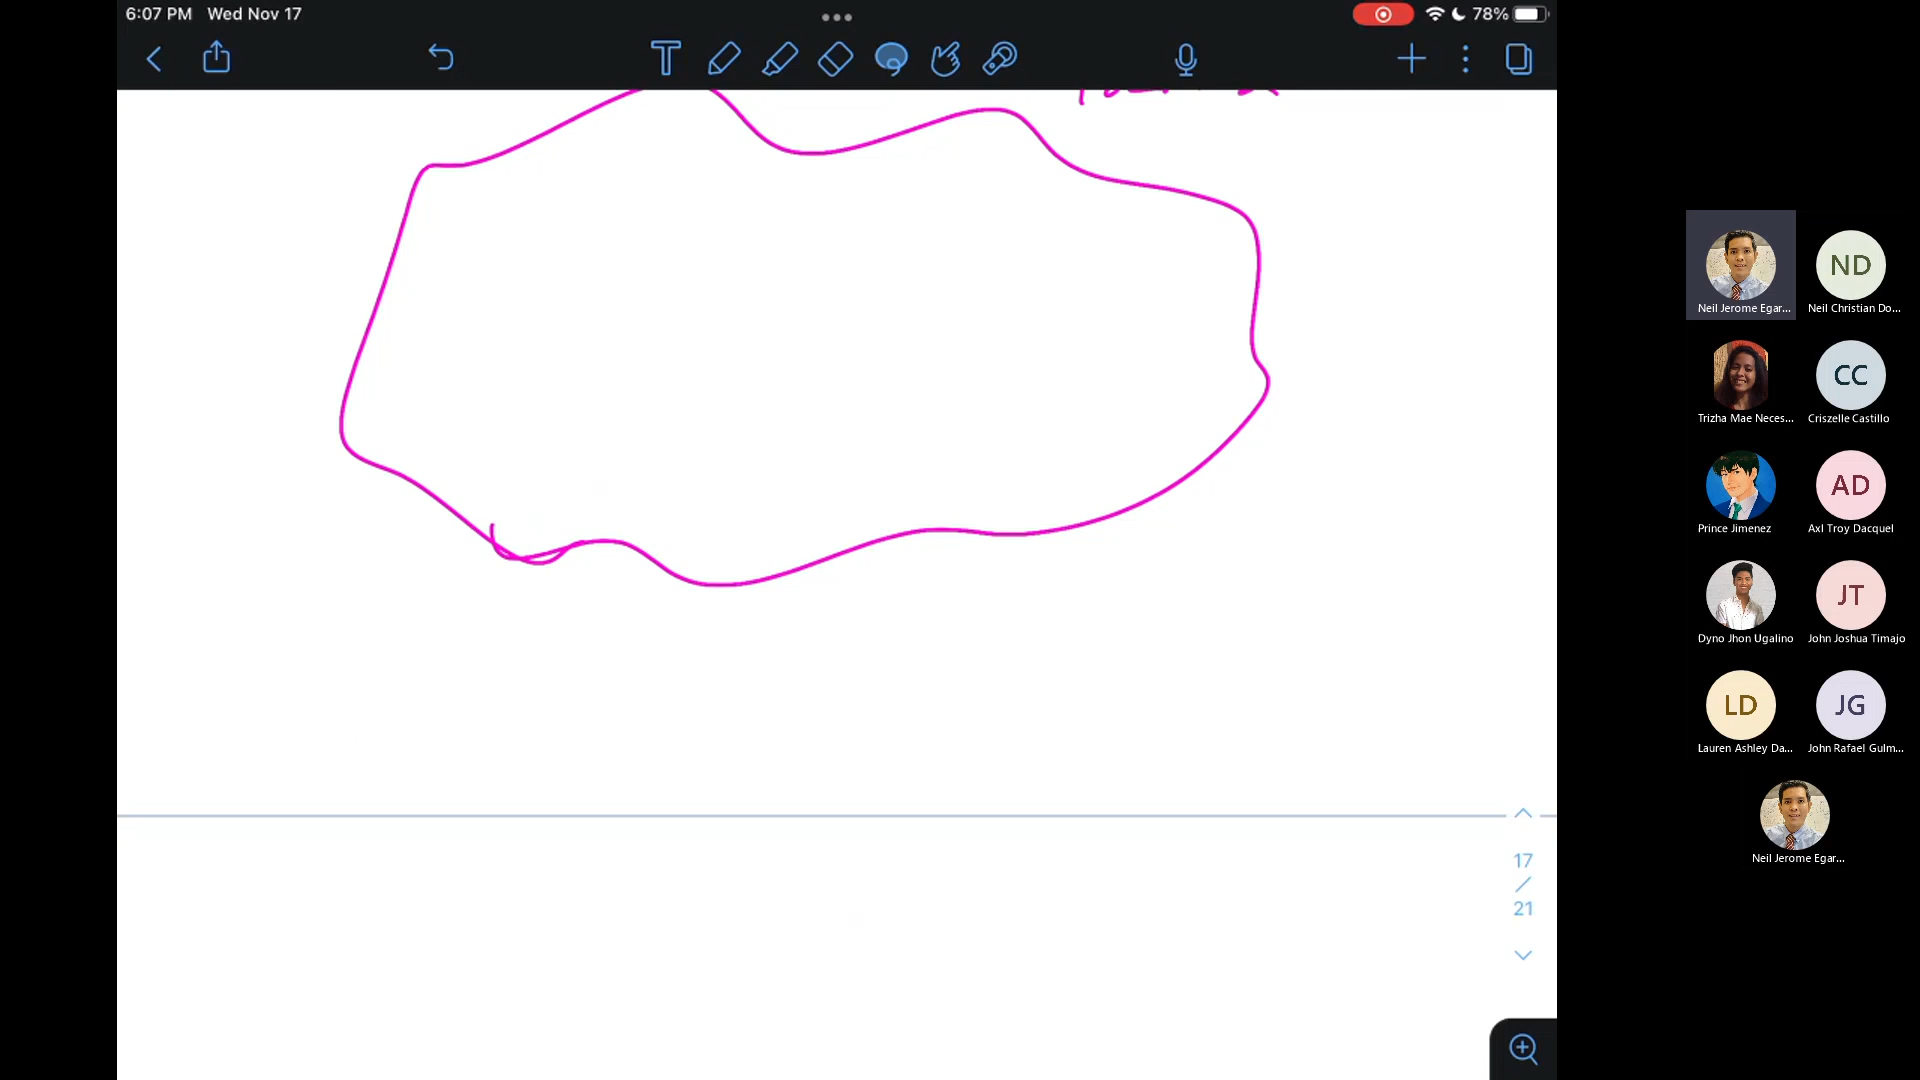 6:07 PM Wed Nov 17
78%
T
ND
Neil Jerome Egar...
Neil Christian Do...
CC
Trizha Mae Neces...
Criszelle Castillo
AD
Prince Jimenez
Axl Troy Dacquel
JT
Dyno Jhon Ugalino
John Joshua Timajo
LD
JG
Lauren Ashley Da...
John Rafael Gulm...
Neil Jerome Egar...
17
/
21